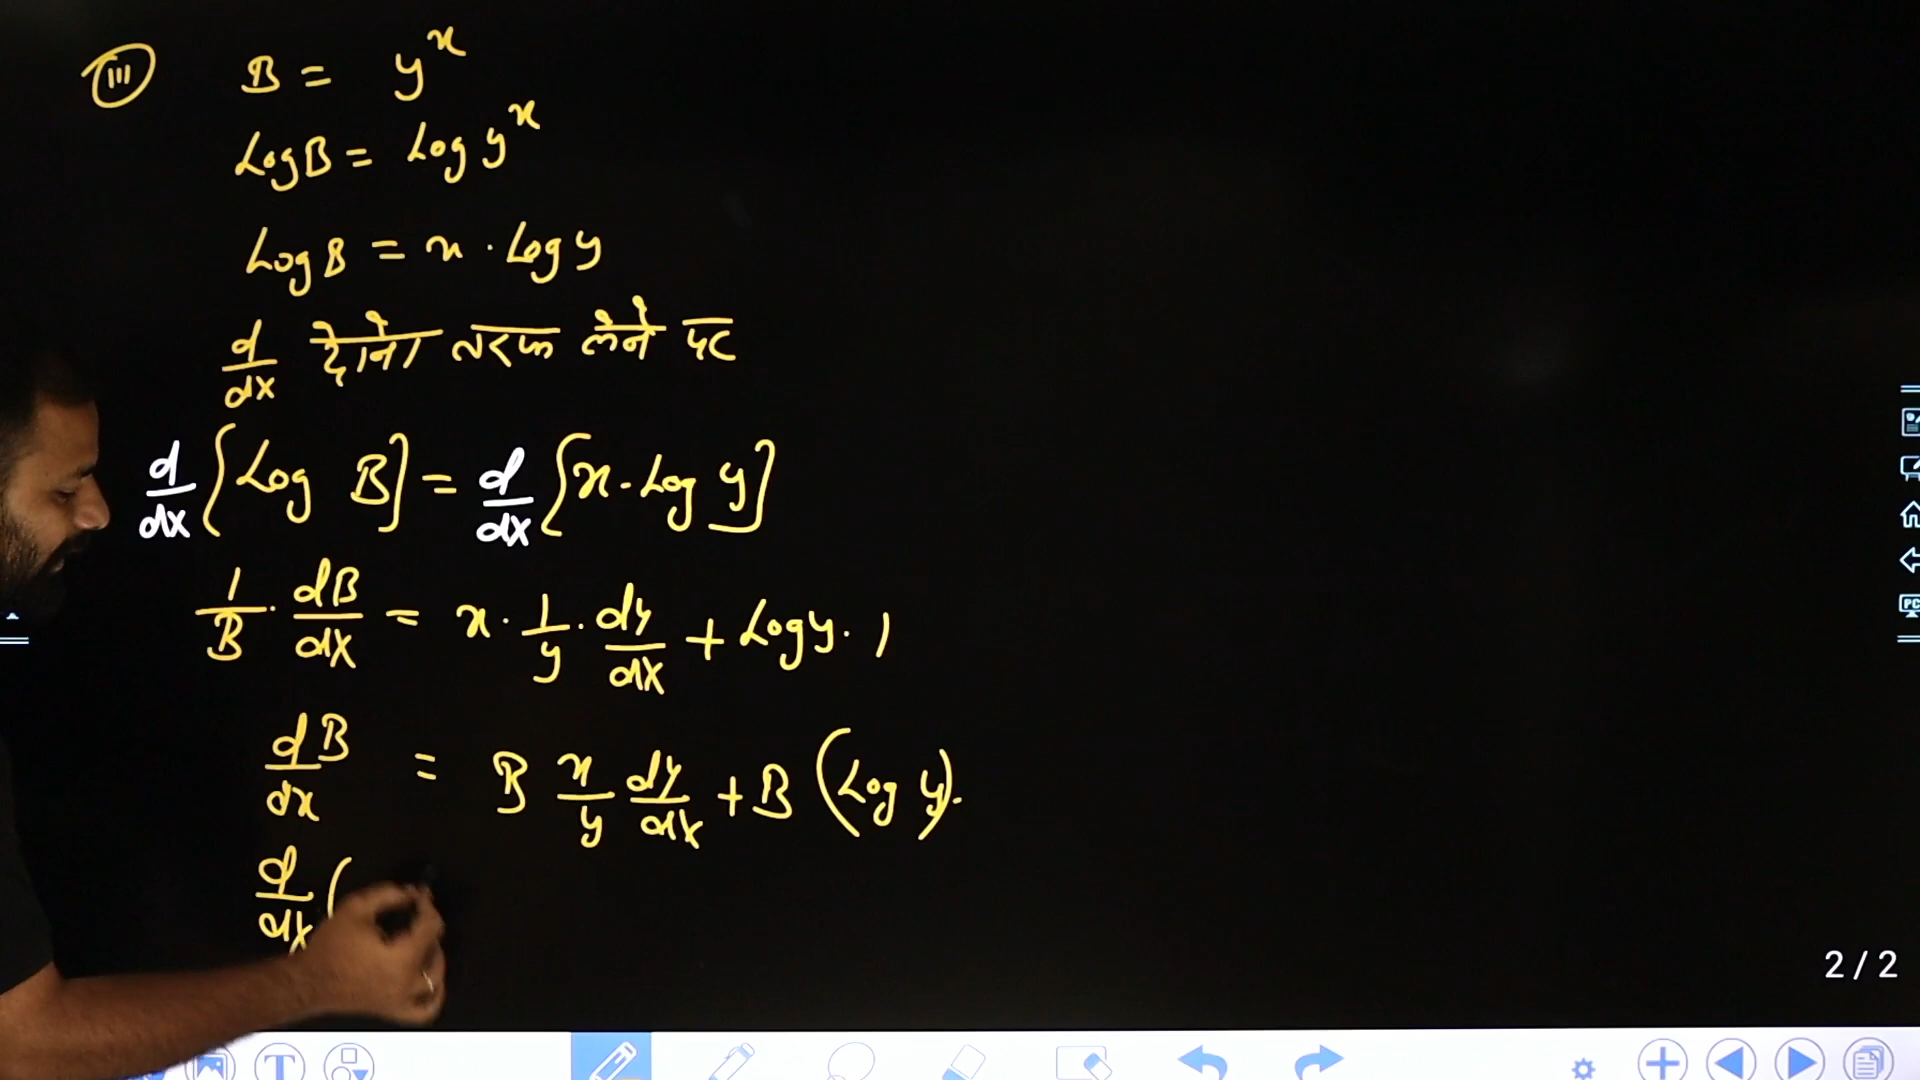 III B = y^x
Log B = Log y^x
Log B = x · Log y
d/dx दोनो तरफ लेने पर
d/dx [Log B] = d/dx [x · Log y]
1/B · dB/dx = x · 1/y · dy/dx + Log y · 1
dB/dx = B x/y dy/dx + B (Log y).
d/dx (
2/2
T
PC